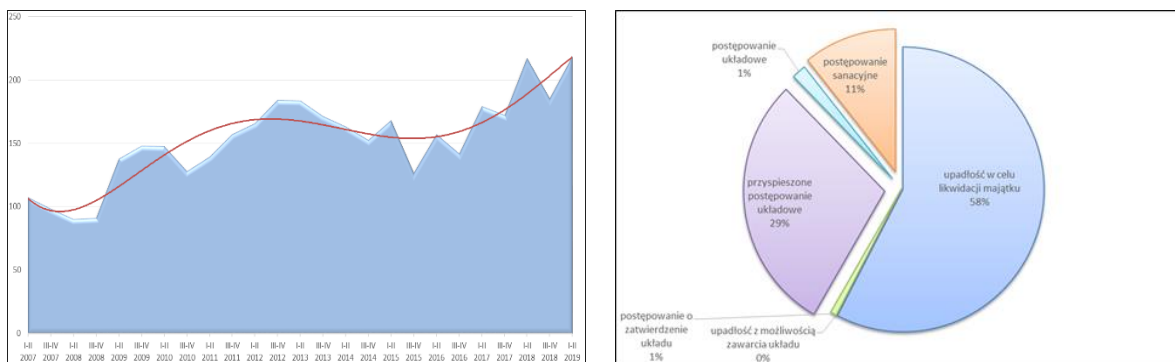 250
200
150
100
50
0
I-II III-IV I-II III-IV I-II III-IV I-II III-IV I-II III-IV I-II III-IV I-II III-IV I-II III-IV I-II III-IV I-II III-IV I-II III-IV I-II III-IV I-II
2007 2007 2008 2008 2009 2009 2010 2010 2011 2011 2012 2012 2013 2013 2014 2014 2015 2015 2016 2016 2017 2017 2018 2018 2019
postępowanie
układowe
1%
postępowanie
sanacyjne
11%
przyspieszone
postępowanie
układowe
29%
upadłość w celu
likwidacji majątku
58%
postępowanie o
zatwierdzenie
układu
1%
upadłość z możliwością
zawarcia układu
0%